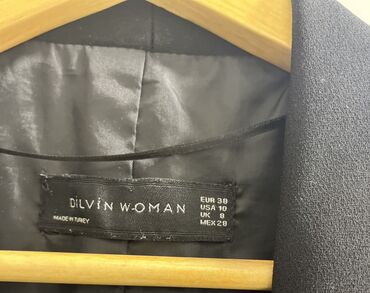 DİLVİN WOMAN
MADE IN TURKEY
EUR 38
USA 10
UK 8
MEX 28